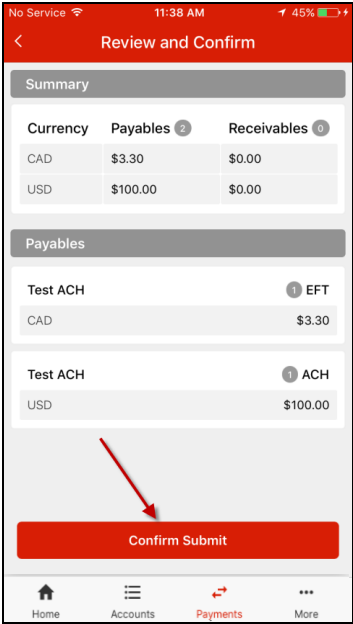 No Service 11:38 AM 45%
Review and Confirm
Summary
Currency Payables 2 Receivables 0
CAD $3.30 $0.00
USD $100.00 $0.00
Payables
Test ACH 1 EFT
CAD $3.30
Test ACH 1 ACH
USD $100.00
Confirm Submit
Home Accounts Payments More